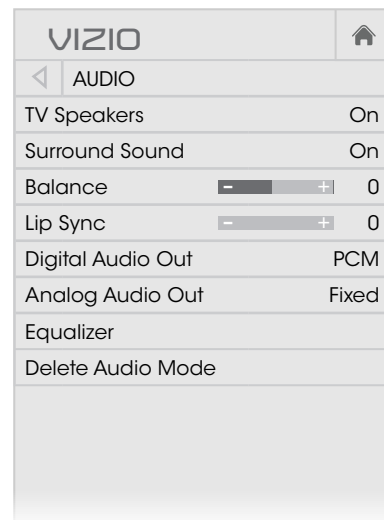 VIZIO
AUDIO
TV Speakers On
Surround Sound On
Balance - + 0
Lip Sync - + 0
Digital Audio Out PCM
Analog Audio Out Fixed
Equalizer
Delete Audio Mode